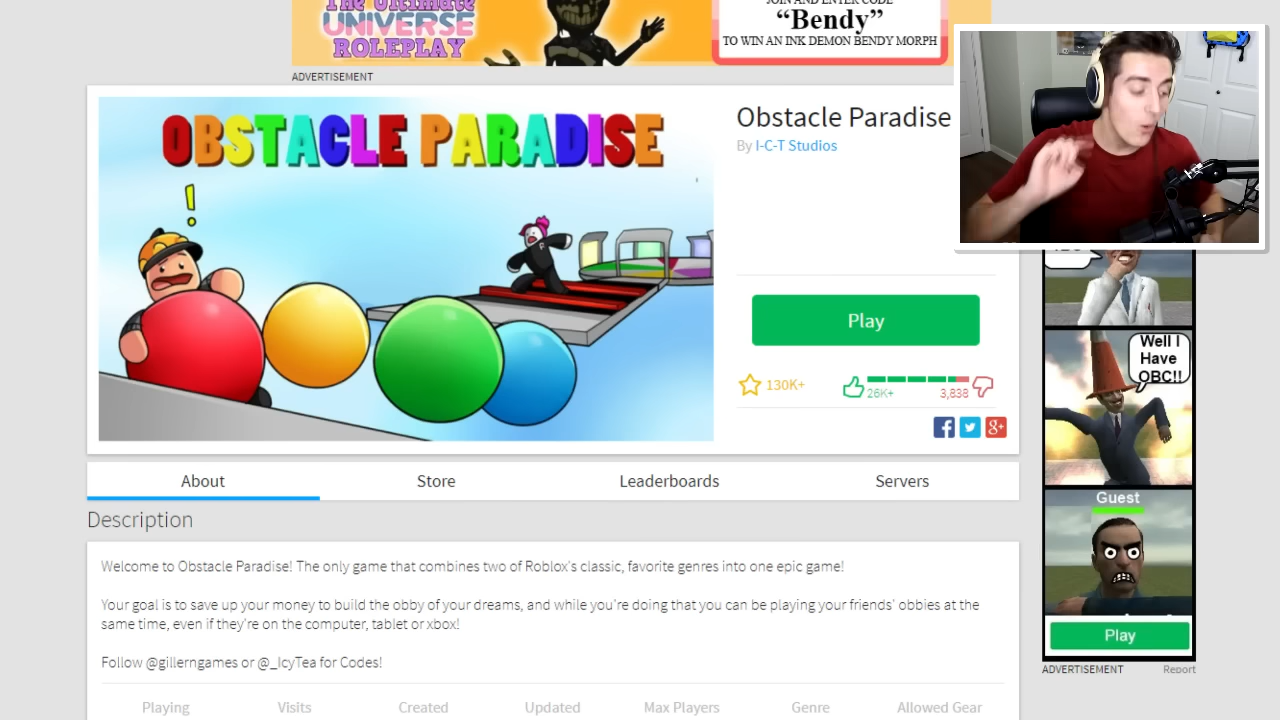 The Ultimate
UNIVERSE
ROLEPLAY
JOIN AND ENTER CODE
“Bendy”
TO WIN AN INK DEMON BENDY MORPH
ADVERTISEMENT
OBSTACLE PARADISE
!
Obstacle Paradise
By I-C-T Studios
Play
130K+
26K+
3,838
Well I
Have
OBC!!
Guest
Play
ADVERTISEMENT
Report
About
Store
Leaderboards
Servers
Description
Welcome to Obstacle Paradise! The only game that combines two of Roblox's classic, favorite genres into one epic game!
Your goal is to save up your money to build the obby of your dreams, and while you're doing that you can be playing your friends' obbies at the
same time, even if they're on the computer, tablet or xbox!
Follow @gillerngames or @_IcyTea for Codes!
Playing
Visits
Created
Updated
Max Players
Genre
Allowed Gear